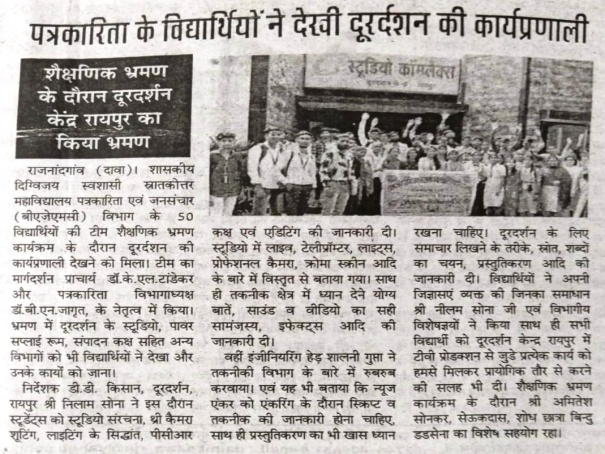 पत्रकारिता के विद्यार्थियों ने देखी दूरर्दशन की कार्यप्रणाली
शैक्षणिक भ्रमण
के दौरान दूरदर्शन
केंद्र रायपुर का
किया भ्रमण
स्टूडियो कॉम्प्लेक्स
राजनांदगांव (दावा)। शासकीय
दिग्विजय स्वशासी स्नातकोत्तर
महाविद्यालय पत्रकारिता एवं जनसंचार
(बीएजेएमसी) विभाग के 50
विद्यार्थियों की टीम शैक्षणिक भ्रमण
कार्यक्रम के दौरान दूरर्दशन की
कार्यप्रणाली देखने को मिला। टीम का
मार्गदर्शन प्राचार्य डॉ.के.एल.टांडेकर
और पत्रकारिता विभागाध्यक्ष
डॉ.बी.एन.जागृत, के नेतृत्व में किया।
भ्रमण में दूरदर्शन के स्टूडियो, पावर
सप्लाई रूम, संपादन कक्ष सहित अन्य
विभागों को भी विद्यार्थियों ने देखा और
उनके कार्यों को जाना।
निर्देशक डी.डी. किसान, दूरदर्शन,
रायपुर श्री निलाम सोना ने इस दौरान
स्टूडेंट्स को स्टूडियो संरचना, थ्री कैमरा
शूटिंग, लाइटिंग के सिद्धांत, पीसीआर
कक्ष एवं एडिटिंग की जानकारी दी।
स्टूडियो में लाइव, टेलीप्रॉम्टर, लाइट्स,
प्रोफेशनल कैमरा, क्रोमा स्क्रीन आदि
के बारे में विस्तृत से बताया गया। साथ
ही तकनीक क्षेत्र में ध्यान देने योग्य
बातें, साउंड व वीडियो का सही
सामंजस्य, इफेक्ट्स आदि की
जानकारी दी।
वहीं इंजीनियरिंग हेड़ शालनी गुप्ता ने
तकनीकी विभाग के बारे में रुबरुब
करवाया। एवं यह भी बताया कि न्यूज
एंकर को एंकरिंग के दौरान स्क्रिप्ट व
तकनीक की जानकारी होना चाहिए,
साथ ही प्रस्तुतिकरण का भी खास ध्यान
रखना चाहिए। दूरदर्शन के लिए
समाचार लिखने के तरीके, स्रोत, शब्दों
का चयन, प्रस्तुतिकरण आदि की
जानकारी दी। विद्यार्थियों ने अपनी
जिज्ञासएं व्यक्त की जिनका समाधान
श्री नीलम सोना जी एवं विभागीय
विशेषज्ञयों ने किया साथ ही सभी
विद्यार्थी को दूरदर्शन केंद्र रायपुर में
टीवी प्रोडक्शन से जुडे प्रत्येक कार्य को
हमसे मिलकर प्रायोगिक तौर से करने
की सलाह भी दी। शैक्षणिक भ्रमण
कार्यक्रम के दौरान श्री अमितेश
सोनकर, सेऊकदास, शोध छात्रा बिन्दु
डडसेना का विशेष सहयोग रहा।